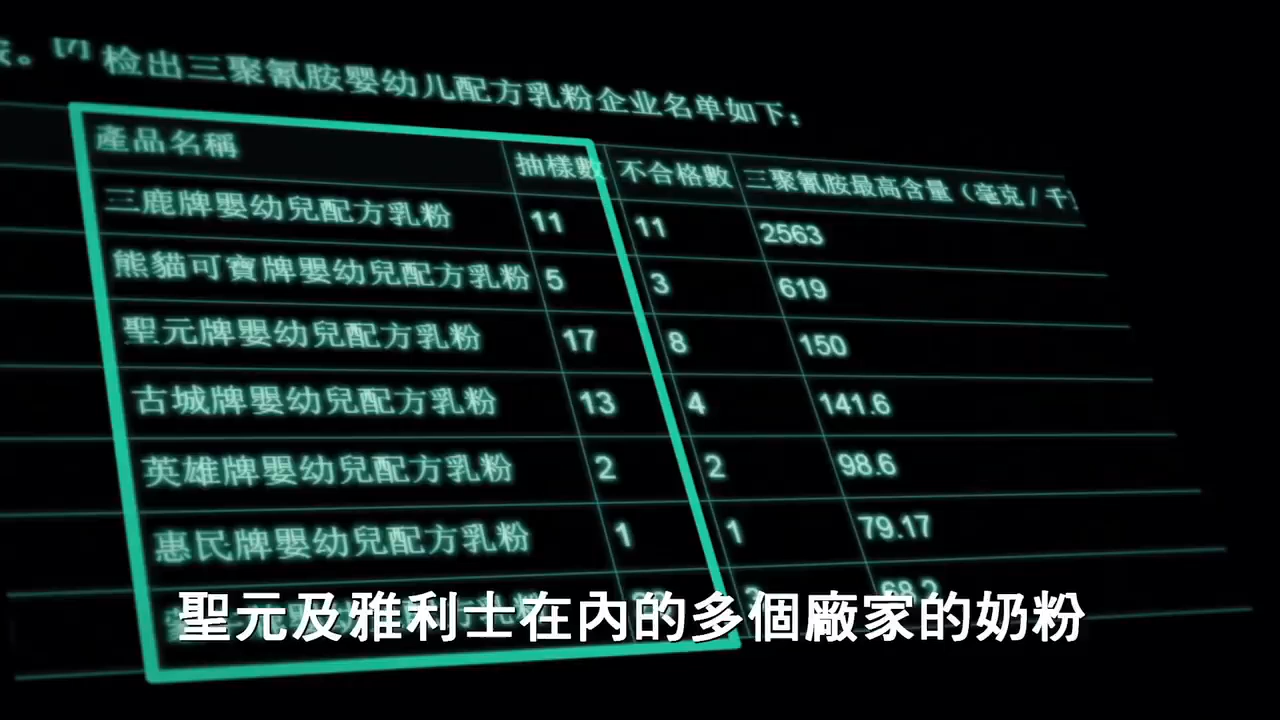 检出三聚氰胺婴幼儿配方乳粉企业名单如下:
產品名稱 抽樣數 不合格數 三聚氰胺最高含量(毫克/千
三鹿牌嬰幼兒配方乳粉 11 11 2563
熊貓可寶牌嬰幼兒配方乳粉 5 3 619
聖元牌嬰幼兒配方乳粉 17 8 150
古城牌嬰幼兒配方乳粉 13 4 141.6
英雄牌嬰幼兒配方乳粉 2 2 98.6
惠民牌嬰幼兒配方乳粉 1 1 79.17
聖元及雅利士在內的多個廠家的奶粉